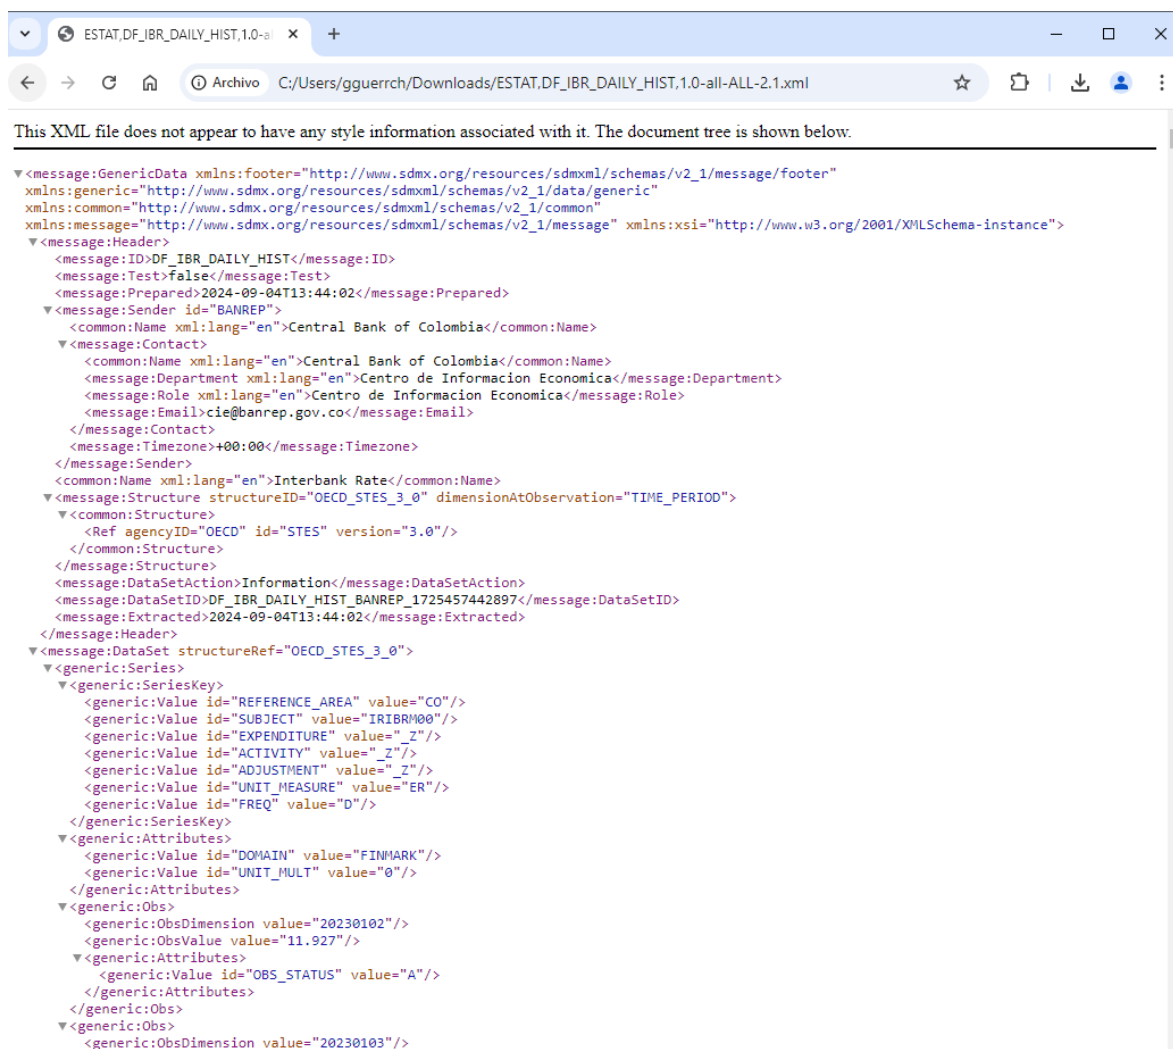 ESTAT,DF_IBR_DAILY_HIST,1.0-al
Archivo C:/Users/gguerrch/Downloads/ESTAT,DF_IBR_DAILY_HIST,1.0-all-ALL-2.1.xml
This XML file does not appear to have any style information associated with it. The document tree is shown below.
▼<message:GenericData xmlns:footer="http://www.sdmx.org/resources/sdmxml/schemas/v2_1/message/footer"
xmlns:generic="http://www.sdmx.org/resources/sdmxml/schemas/v2_1/data/generic"
xmlns:common="http://www.sdmx.org/resources/sdmxml/schemas/v2_1/common"
xmlns:message="http://www.sdmx.org/resources/sdmxml/schemas/v2_1/message" xmlns:xsi="http://www.w3.org/2001/XMLSchema-instance">
▼<message:Header>
<message:ID>DF_IBR_DAILY_HIST</message:ID>
<message:Test>false</message:Test>
<message:Prepared>2024-09-04T13:44:02</message:Prepared>
▼<message:Sender id="BANREP">
<common:Name xml:lang="en">Central Bank of Colombia</common:Name>
▼<message:Contact>
<common:Name xml:lang="en">Central Bank of Colombia</common:Name>
<message:Department xml:lang="en">Centro de Informacion Economica</message:Department>
<message:Role xml:lang="en">Centro de Informacion Economica</message:Role>
<message:Email>cie@banrep.gov.co</message:Email>
</message:Contact>
<message:Timezone>+00:00</message:Timezone>
</message:Sender>
<common:Name xml:lang="en">Interbank Rate</common:Name>
▼<message:Structure structureID="OECD_STES_3_0" dimensionAtObservation="TIME_PERIOD">
▼<common:Structure>
<Ref agencyID="OECD" id="STES" version="3.0"/>
</common:Structure>
</message:Structure>
<message:DataSetAction>Information</message:DataSetAction>
<message:DataSetID>DF_IBR_DAILY_HIST_BANREP_1725457442897</message:DataSetID>
<message:Extracted>2024-09-04T13:44:02</message:Extracted>
</message:Header>
▼<message:DataSet structureRef="OECD_STES_3_0">
▼<generic:Series>
▼<generic:SeriesKey>
<generic:Value id="REFERENCE_AREA" value="CO"/>
<generic:Value id="SUBJECT" value="IRIBRM00"/>
<generic:Value id="EXPENDITURE" value="_Z"/>
<generic:Value id="ACTIVITY" value="_Z"/>
<generic:Value id="ADJUSTMENT" value="_Z"/>
<generic:Value id="UNIT_MEASURE" value="ER"/>
<generic:Value id="FREQ" value="D"/>
</generic:SeriesKey>
▼<generic:Attributes>
<generic:Value id="DOMAIN" value="FINMARK"/>
<generic:Value id="UNIT_MULT" value="0"/>
</generic:Attributes>
▼<generic:Obs>
<generic:ObsDimension value="20230102"/>
<generic:ObsValue value="11.927"/>
▼<generic:Attributes>
<generic:Value id="OBS_STATUS" value="A"/>
</generic:Attributes>
</generic:Obs>
▼<generic:Obs>
<generic:ObsDimension value="20230103"/>